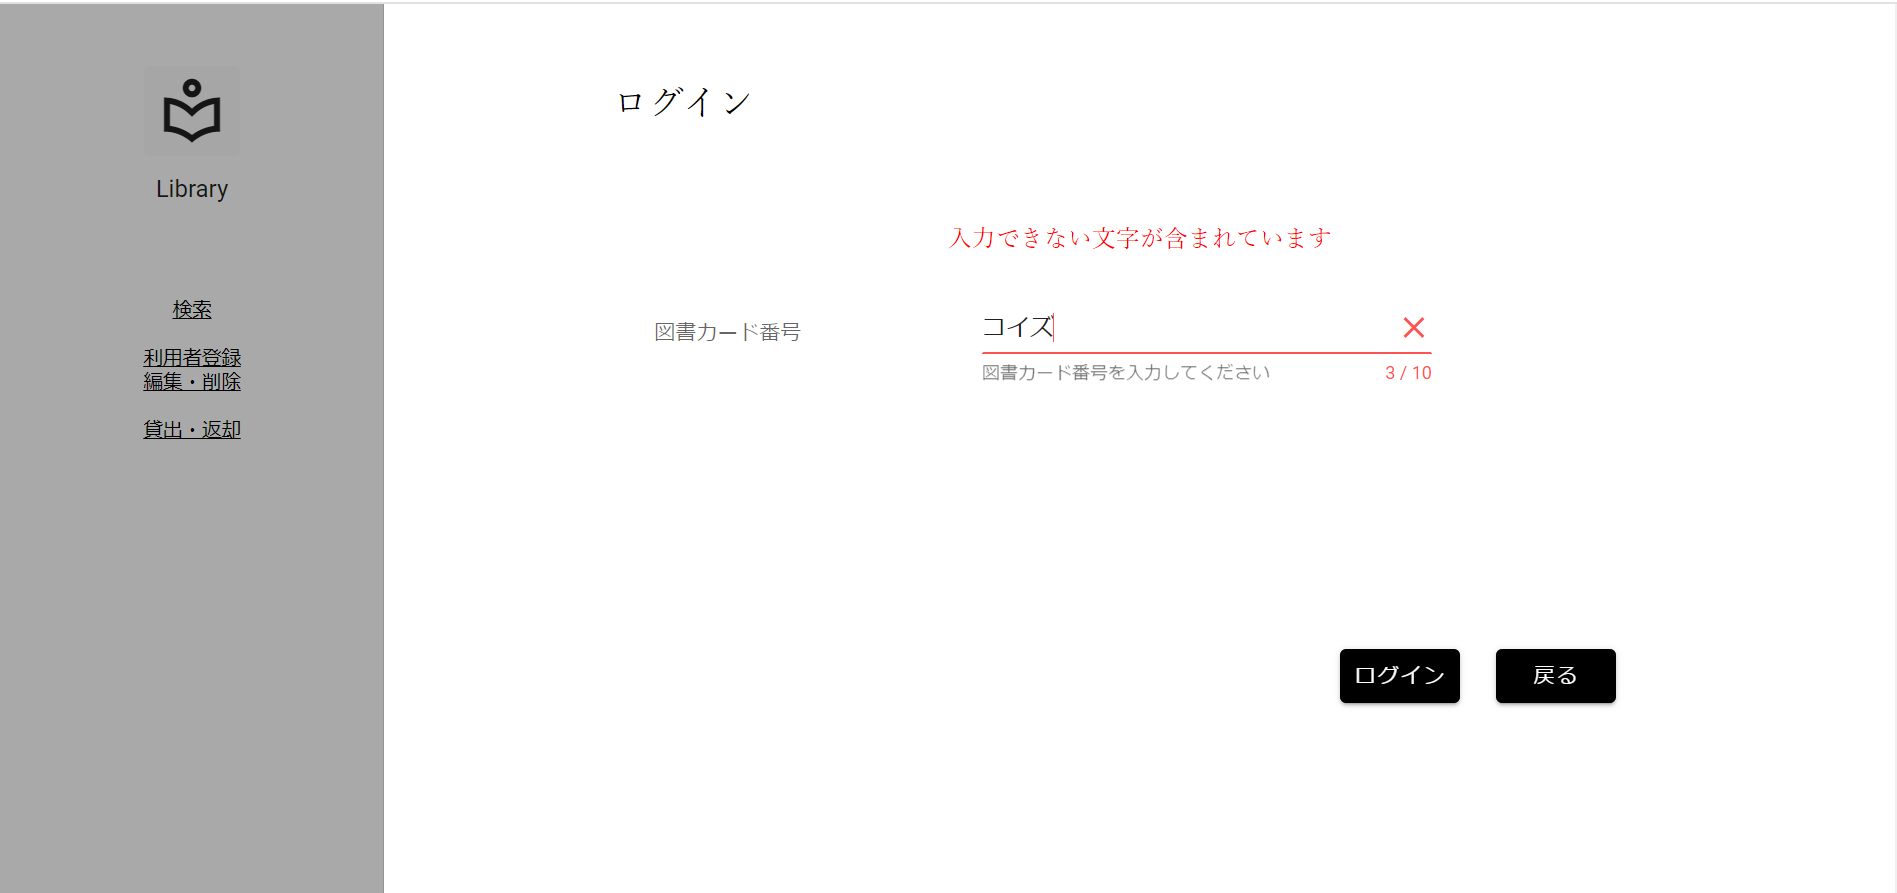 Library
検索
利用者登録
編集・削除
貸出・返却
ログイン
入力できない文字が含まれています
図書カード番号
コイズ
図書カード番号を入力してください
3 / 10
ログイン
戻る